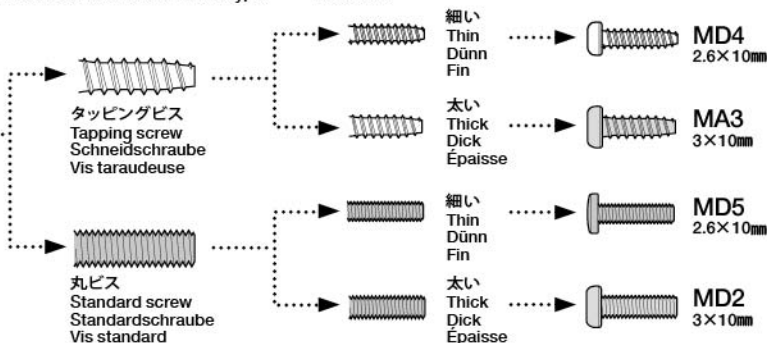 タッピングビス
Tapping screw
Schneidschraube
Vis taraudeuse
細い
Thin
Dünn
Fin
MD4
2.6×10㎜
太い
Thick
Dick
Épaisse
MA3
3×10㎜
丸ビス
Standard screw
Standardschraube
Vis standard
細い
Thin
Dünn
Fin
MD5
2.6×10㎜
太い
Thick
Dick
Épaisse
MD2
3×10㎜